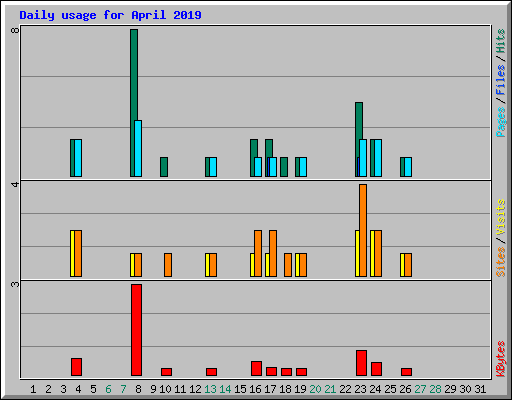 Daily usage for April 2019
8
4
3
Pages / Files / Hits
Sites / Visits
KBytes
1 2 3 4 5 6 7 8 9 10 11 12 13 14 15 16 17 18 19 20 21 22 23 24 25 26 27 28 29 30 31